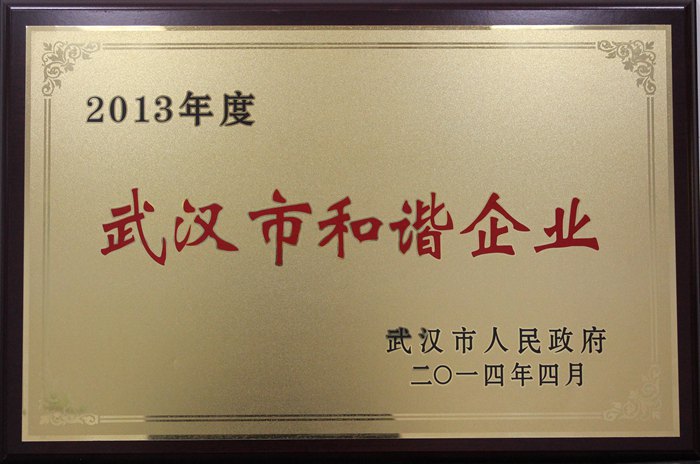 2013年度
武汉市和谐企业
武汉市人民政府
二〇一四年四月